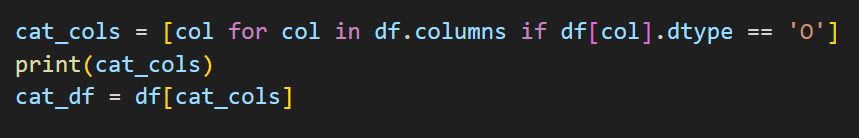 cat_cols = [col for col in df.columns if df[col].dtype == 'O']
print(cat_cols)
cat_df = df[cat_cols]